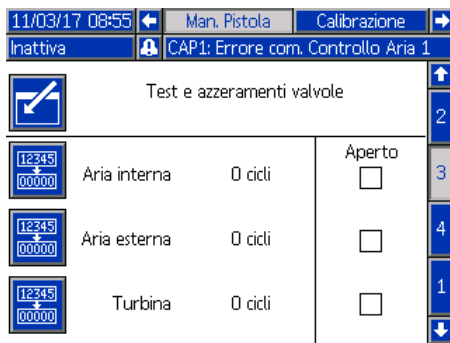 11/03/17 08:55 Man. Pistola Calibrazione
Inattiva CAP1: Errore com. Controllo Aria 1
Test e azzeramenti valvole
2
Aperto
12345
00000
Aria interna 0 cicli
3
12345
00000
Aria esterna 0 cicli
4
12345
00000
Turbina 0 cicli
1